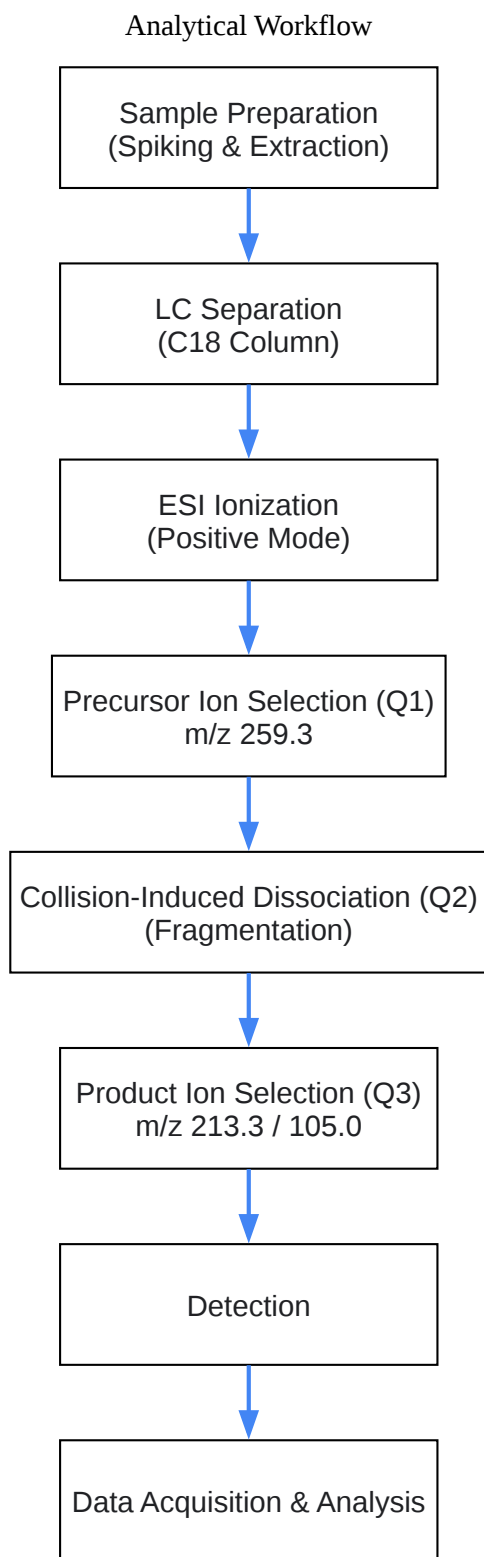 Analytical Workflow
Sample Preparation
(Spiking & Extraction)
LC Separation
(C18 Column)
ESI Ionization
(Positive Mode)
Precursor Ion Selection (Q1)
m/z 259.3
Collision-Induced Dissociation (Q2)
(Fragmentation)
Product Ion Selection (Q3)
m/z 213.3 / 105.0
Detection
Data Acquisition & Analysis